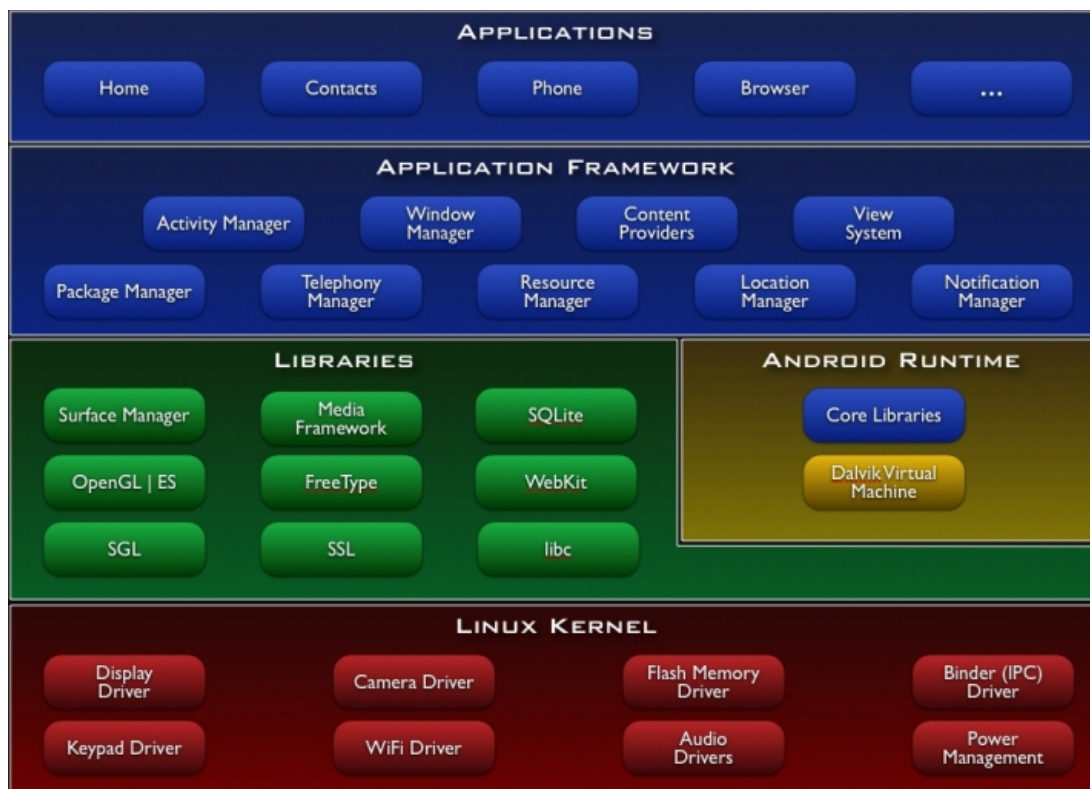 APPLICATIONS
Home
Contacts
Phone
Browser
...
APPLICATION FRAMEWORK
Activity Manager
Window
Manager
Content
Providers
View
System
Package Manager
Telephony
Manager
Resource
Manager
Location
Manager
Notification
Manager
LIBRARIES
Surface Manager
Media
Framework
SQLite
OpenGL | ES
FreeType
WebKit
SGL
SSL
libc
ANDROID RUNTIME
Core Libraries
Dalvik Virtual
Machine
LINUX KERNEL
Display
Driver
Camera Driver
Flash Memory
Driver
Binder (IPC)
Driver
Keypad Driver
WiFi Driver
Audio
Drivers
Power
Management